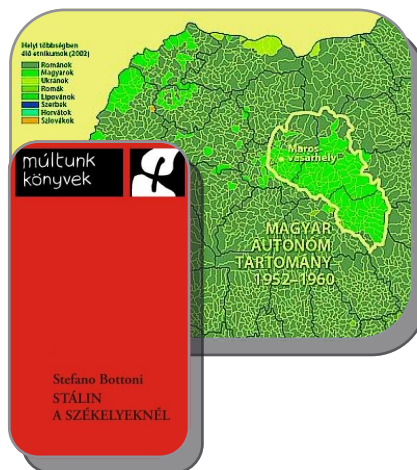 Helyi többségben
élő etnikumok (2002)
Románok
Magyarok
Ukránok
Romák
Lipovánok
Szerbek
Horvátok
Szlovákok
Maros-
vásárhely
MAGYAR
AUTONÓM
TARTOMÁNY
1952–1960
múltunk
könyvek
Stefano Bottoni
SZTÁLIN
A SZÉKELYEKNÉL